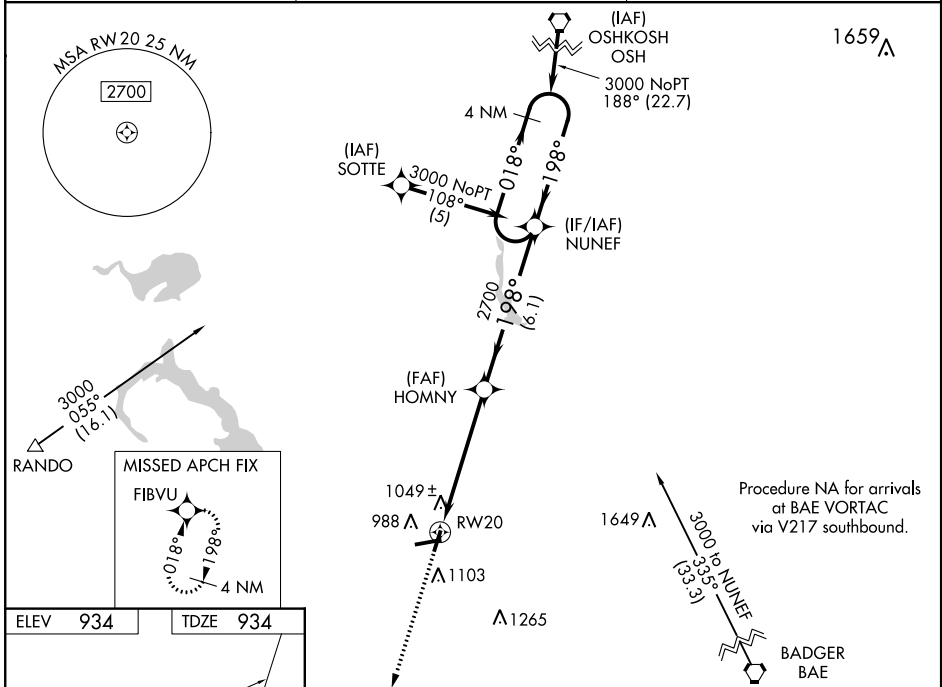 MSA RW20 25 NM
2700
(IAF)
OSHKOSH
OSH
3000 NoPT
188° (22.7)
1659
4 NM
018°
198°
(IAF)
SOTTE
3000 NoPT
108°
(5)
(IF/IAF)
NUNEF
2700
198°
(6.1)
(FAF)
HOMNY
3000
055°
(16.1)
RANDO
MISSED APCH FIX
FIBVU
018°
198°
4 NM
1049 ±
988
RW20
1103
1265
1649
Procedure NA for arrivals
at BAE VORTAC
via V217 southbound.
3000 to NUNEF
335°
(33.3)
BADGER
BAE
ELEV 934
TDZE 934